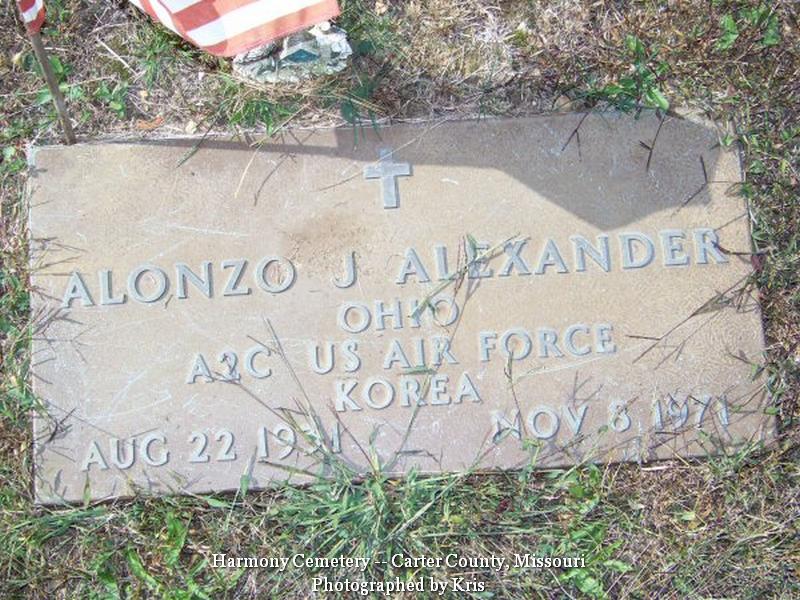 ALONZO J ALEXANDER
OHIO
A2C US AIR FORCE
KOREA
AUG 22 1931 NOV 8 1971
Harmony Cemetery -- Carter County, Missouri
Photographed by Kris